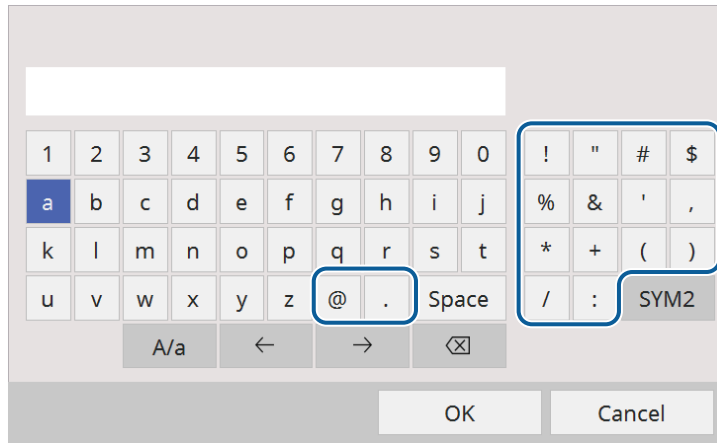 1 2 3 4 5 6 7 8 9 0 ! " # $
a b c d e f g h i j % & ' ,
k l m n o p q r s t * + ( )
u v w x y z @ . Space / : SYM2
A/a ← → ⌫
OK Cancel